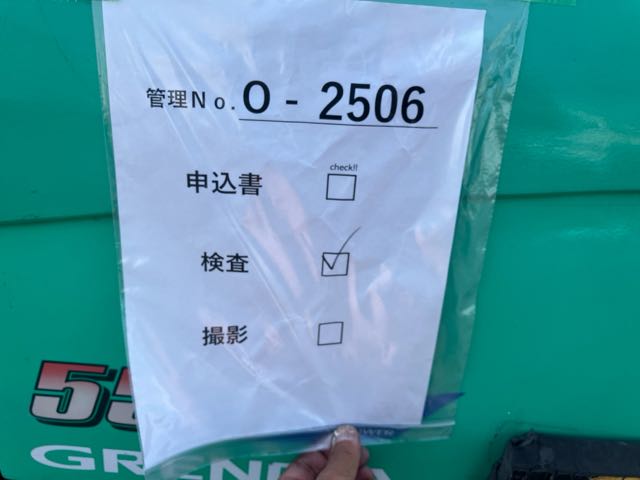 管理No.O-2506
check!!
申込書
検査
撮影